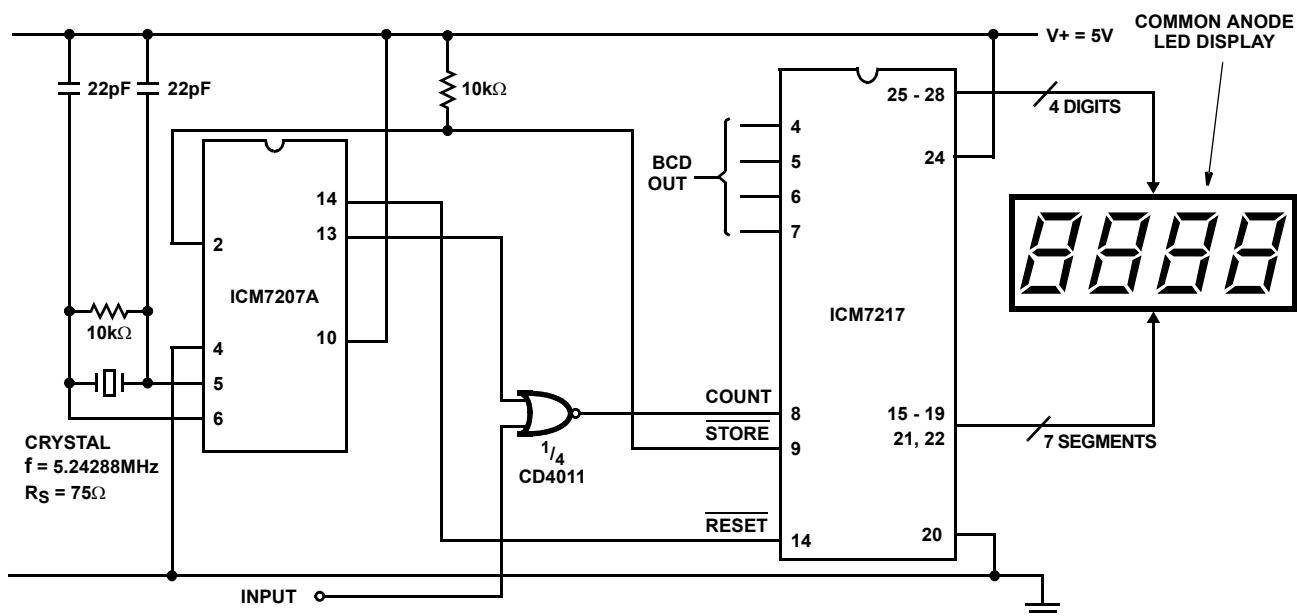 COMMON ANODE
LED DISPLAY
V+ = 5V
22pF
22pF
10kΩ
25 - 28
4 DIGITS
24
BCD
OUT
4
5
6
7
14
13
2
ICM7207A
10
10kΩ
4
5
6
ICM7217
CRYSTAL
f = 5.24288MHz
RS = 75Ω
1/4
CD4011
COUNT
8
STORE
9
15 - 19
21, 22
7 SEGMENTS
RESET
14
20
INPUT
8888